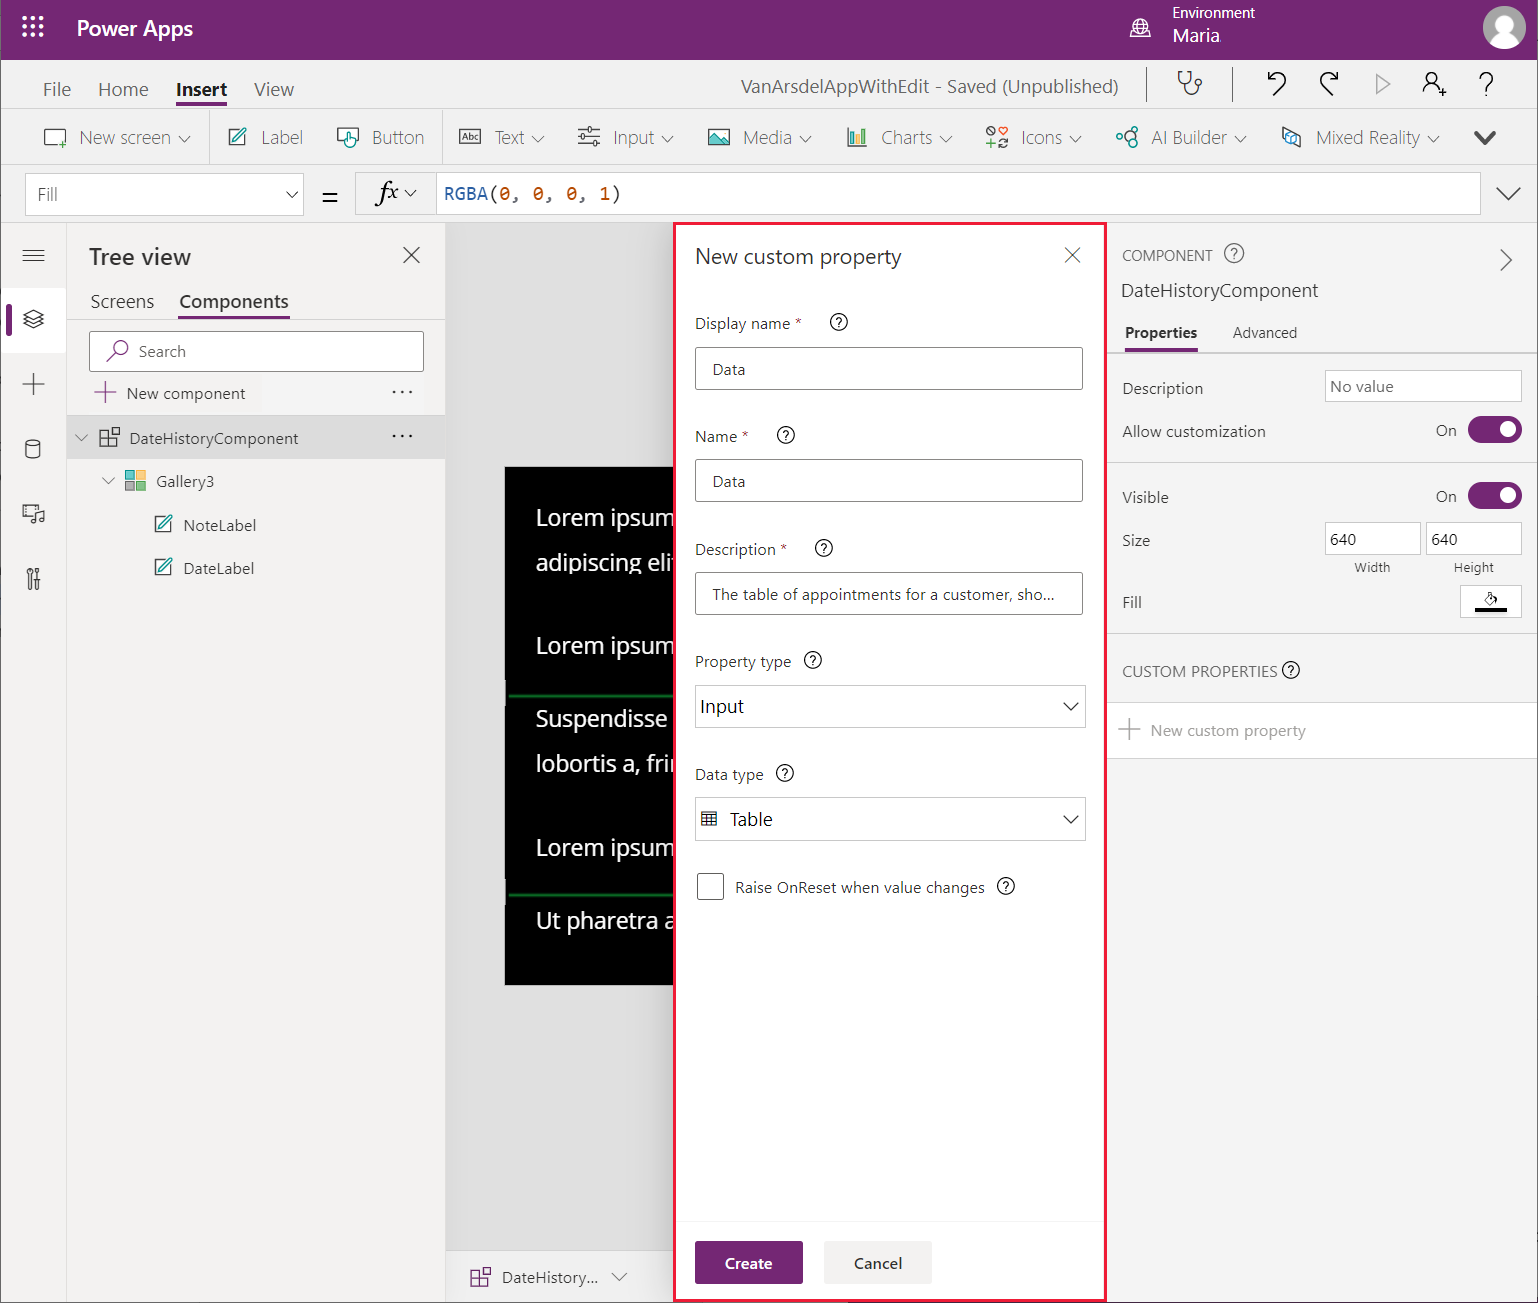 Power Apps
Environment
Maria
File Home Insert View
VanArsdelAppWithEdit - Saved (Unpublished)
New screen Label Button Abc Text Input Media Charts Icons AI Builder Mixed Reality
Fill = fx RGBA(0, 0, 0, 1)
Tree view
Screens Components
Search
New component ...
DateHistoryComponent ...
Gallery3
NoteLabel
DateLabel
Lorem ipsum
adipiscing eli
Lorem ipsum
Suspendisse
lobortis a, frin
Lorem ipsum
Ut pharetra a
DateHistory...
New custom property
Display name *
Data
Name *
Data
Description *
The table of appointments for a customer, sho...
Property type
Input
Data type
Table
Raise OnReset when value changes
Create Cancel
COMPONENT
DateHistoryComponent
Properties Advanced
Description No value
Allow customization On
Visible On
Size 640 640
Width Height
Fill
CUSTOM PROPERTIES
New custom property